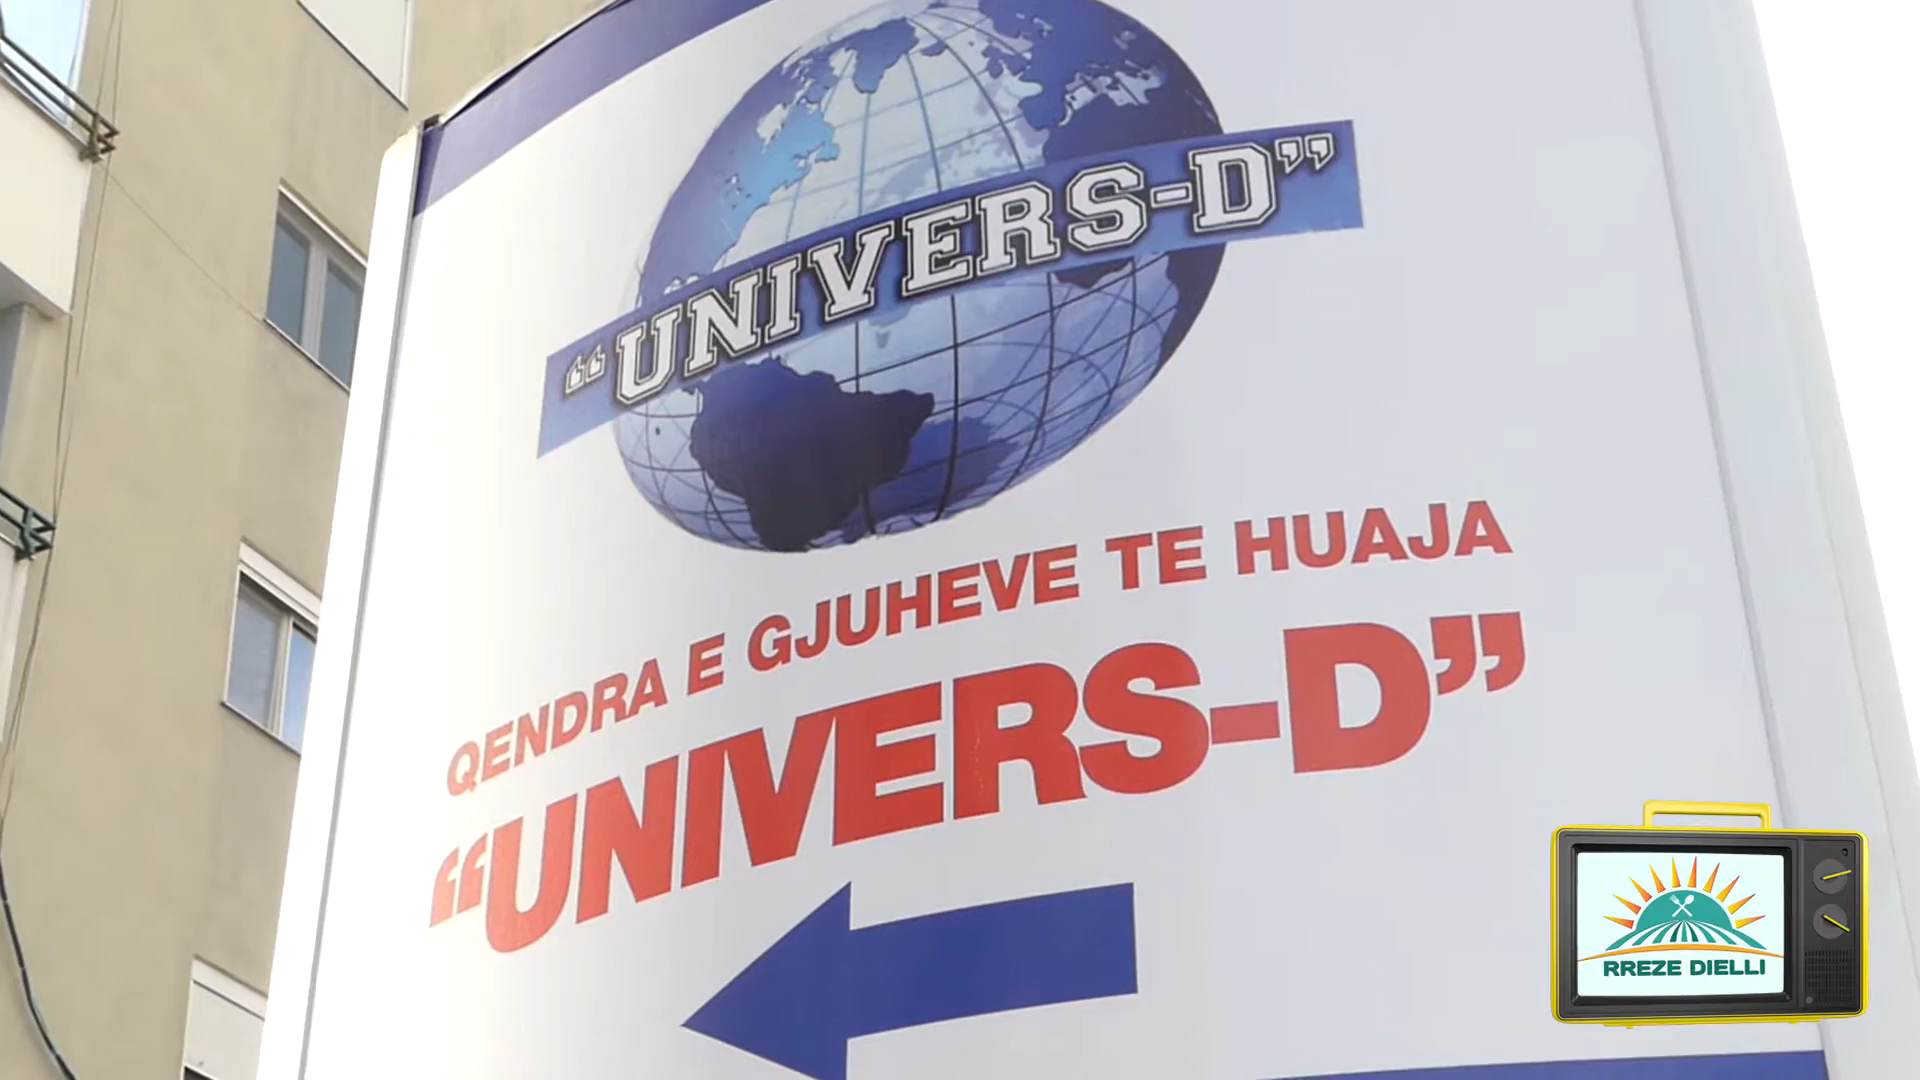 “UNIVERS-D”
QENDRA E GJUHEVE TE HUAJA
“UNIVERS-D”
RREZE DIELLI